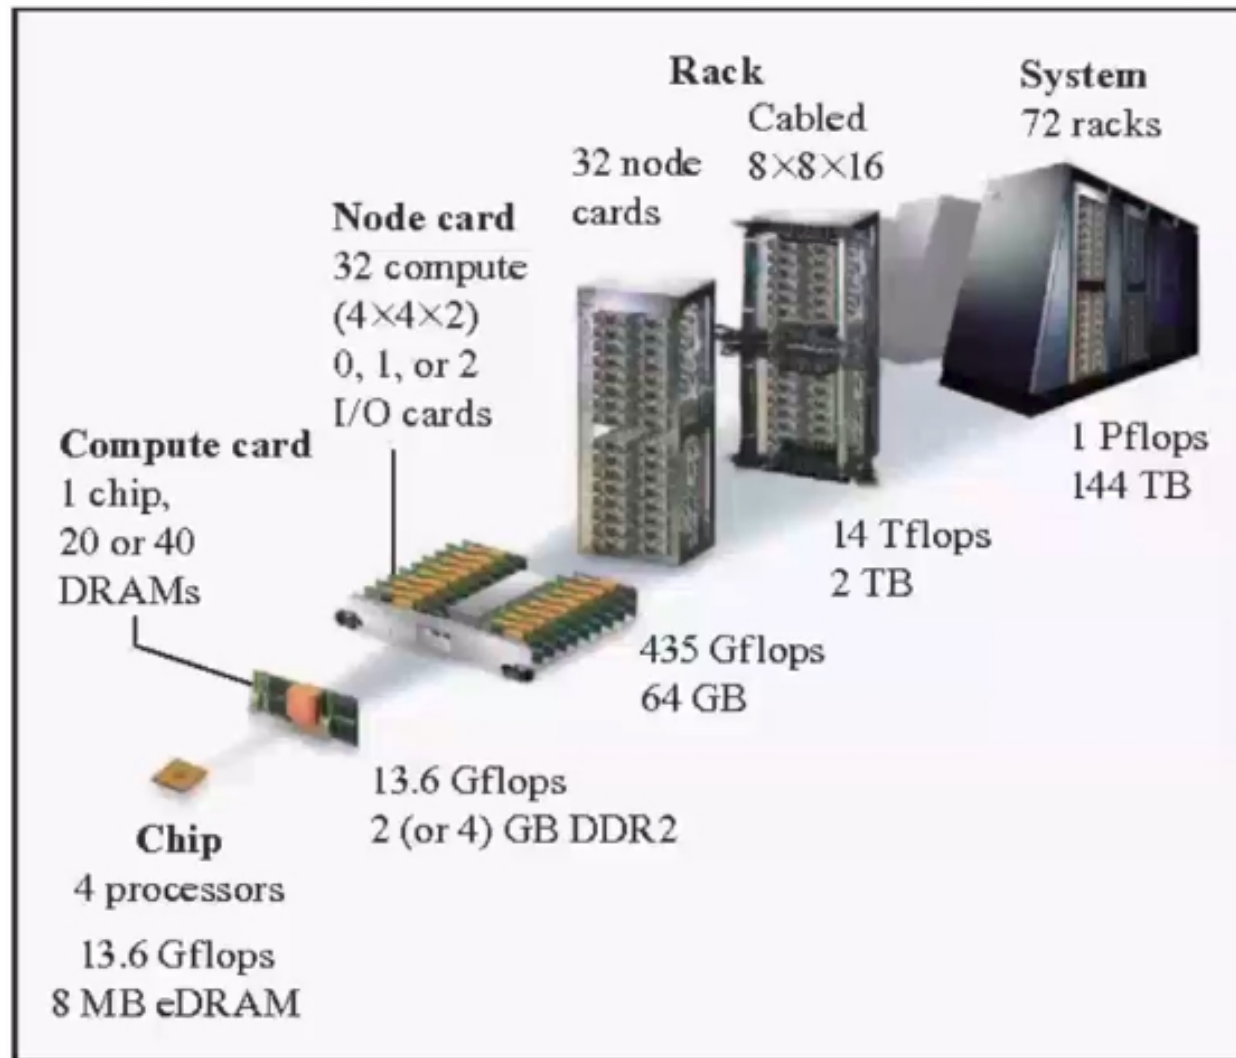 Rack
Cabled
8×8×16
32 node
cards
System
72 racks
Node card
32 compute
(4×4×2)
0, 1, or 2
I/O cards
Compute card
1 chip,
20 or 40
DRAMs
1 Pflops
144 TB
14 Tflops
2 TB
435 Gflops
64 GB
13.6 Gflops
2 (or 4) GB DDR2
Chip
4 processors
13.6 Gflops
8 MB eDRAM